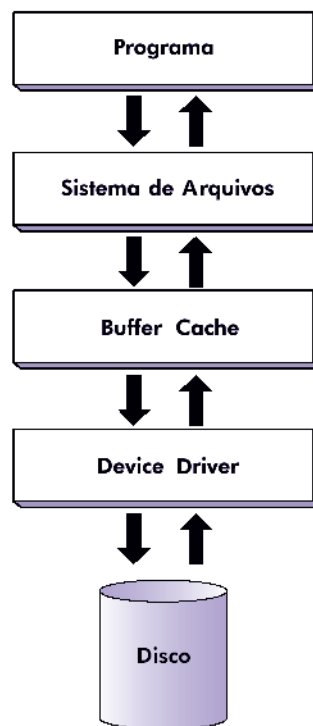 Programa
Sistema de Arquivos
Buffer Cache
Device Driver
Disco